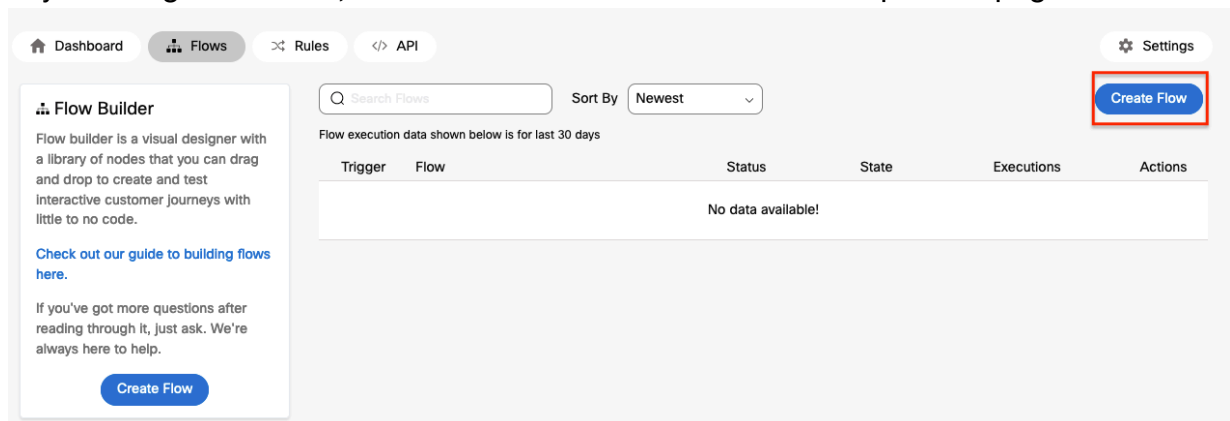 Dashboard Flows Rules </> API Settings
Flow Builder
Flow builder is a visual designer with
a library of nodes that you can drag
and drop to create and test
interactive customer journeys with
little to no code.
Check out our guide to building flows
here.
If you've got more questions after
reading through it, just ask. We're
always here to help.
Create Flow
Search Flows Sort By Newest Create Flow
Flow execution data shown below is for last 30 days
Trigger Flow Status State Executions Actions
No data available!